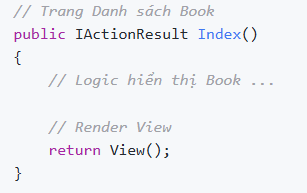 // Trang Danh sách Book
public IActionResult Index()
{
// Logic hiển thị Book ...
// Render View
return View();
}